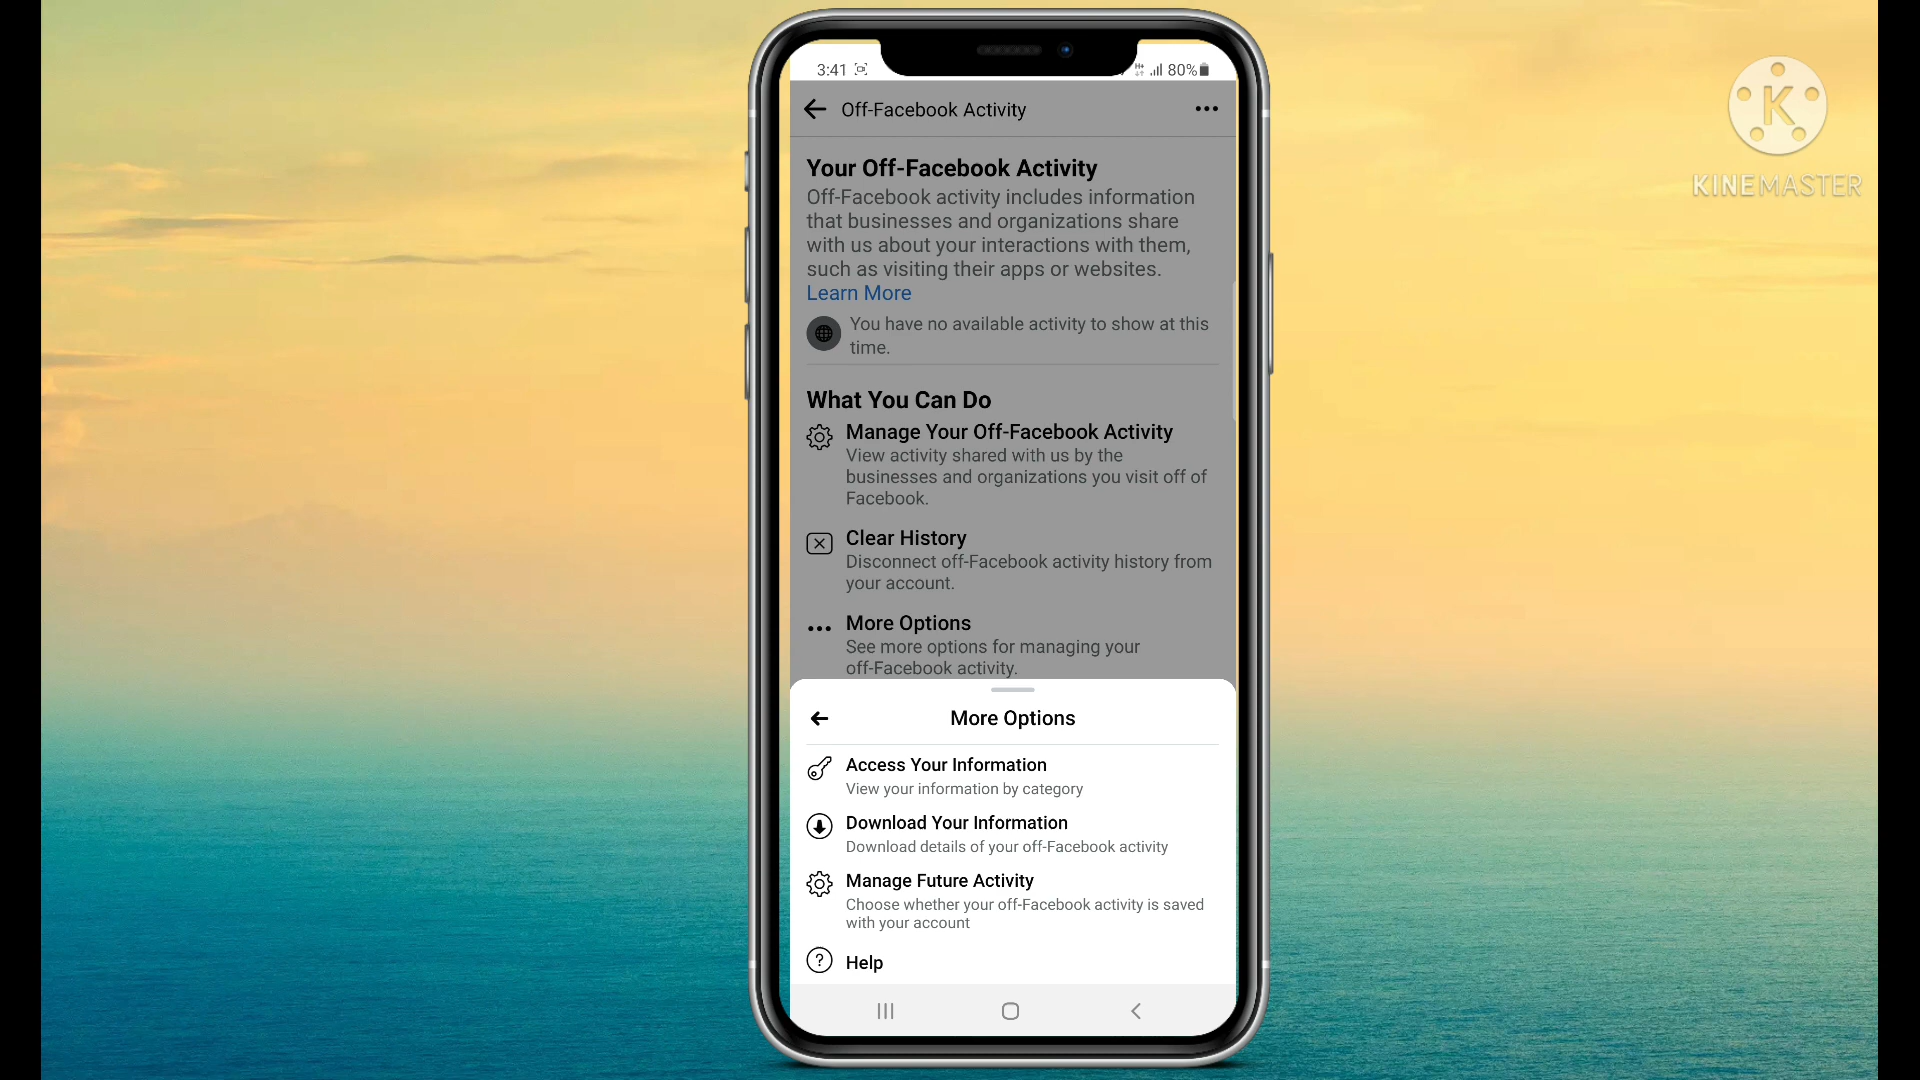 3:41
80%
Off-Facebook Activity
Your Off-Facebook Activity
Off-Facebook activity includes information
that businesses and organizations share
with us about your interactions with them,
such as visiting their apps or websites.
Learn More
You have no available activity to show at this
time.
What You Can Do
Manage Your Off-Facebook Activity
View activity shared with us by the
businesses and organizations you visit off of
Facebook.
Clear History
Disconnect off-Facebook activity history from
your account.
More Options
See more options for managing your
off-Facebook activity.
More Options
Access Your Information
View your information by category
Download Your Information
Download details of your off-Facebook activity
Manage Future Activity
Choose whether your off-Facebook activity is saved
with your account
Help
K
KINEMASTER